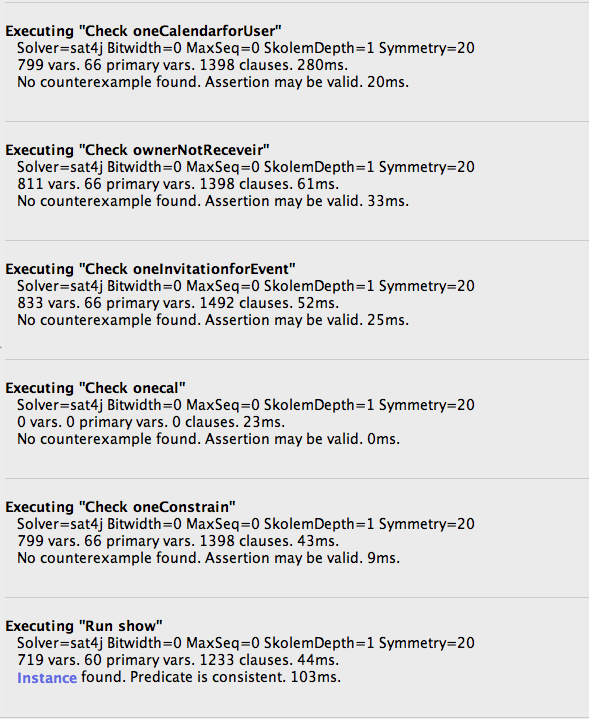 Executing "Check oneCalendarforUser"
Solver=sat4j Bitwidth=0 MaxSeq=0 SkolemDepth=1 Symmetry=20
799 vars. 66 primary vars. 1398 clauses. 280ms.
No counterexample found. Assertion may be valid. 20ms.
Executing "Check ownerNotReceveir"
Solver=sat4j Bitwidth=0 MaxSeq=0 SkolemDepth=1 Symmetry=20
811 vars. 66 primary vars. 1398 clauses. 61ms.
No counterexample found. Assertion may be valid. 33ms.
Executing "Check oneInvitationforEvent"
Solver=sat4j Bitwidth=0 MaxSeq=0 SkolemDepth=1 Symmetry=20
833 vars. 66 primary vars. 1492 clauses. 52ms.
No counterexample found. Assertion may be valid. 25ms.
Executing "Check onecal"
Solver=sat4j Bitwidth=0 MaxSeq=0 SkolemDepth=1 Symmetry=20
0 vars. 0 primary vars. 0 clauses. 23ms.
No counterexample found. Assertion may be valid. 0ms.
Executing "Check oneConstrain"
Solver=sat4j Bitwidth=0 MaxSeq=0 SkolemDepth=1 Symmetry=20
799 vars. 66 primary vars. 1398 clauses. 43ms.
No counterexample found. Assertion may be valid. 9ms.
Executing "Run show"
Solver=sat4j Bitwidth=0 MaxSeq=0 SkolemDepth=1 Symmetry=20
719 vars. 60 primary vars. 1233 clauses. 44ms.
Instance found. Predicate is consistent. 103ms.